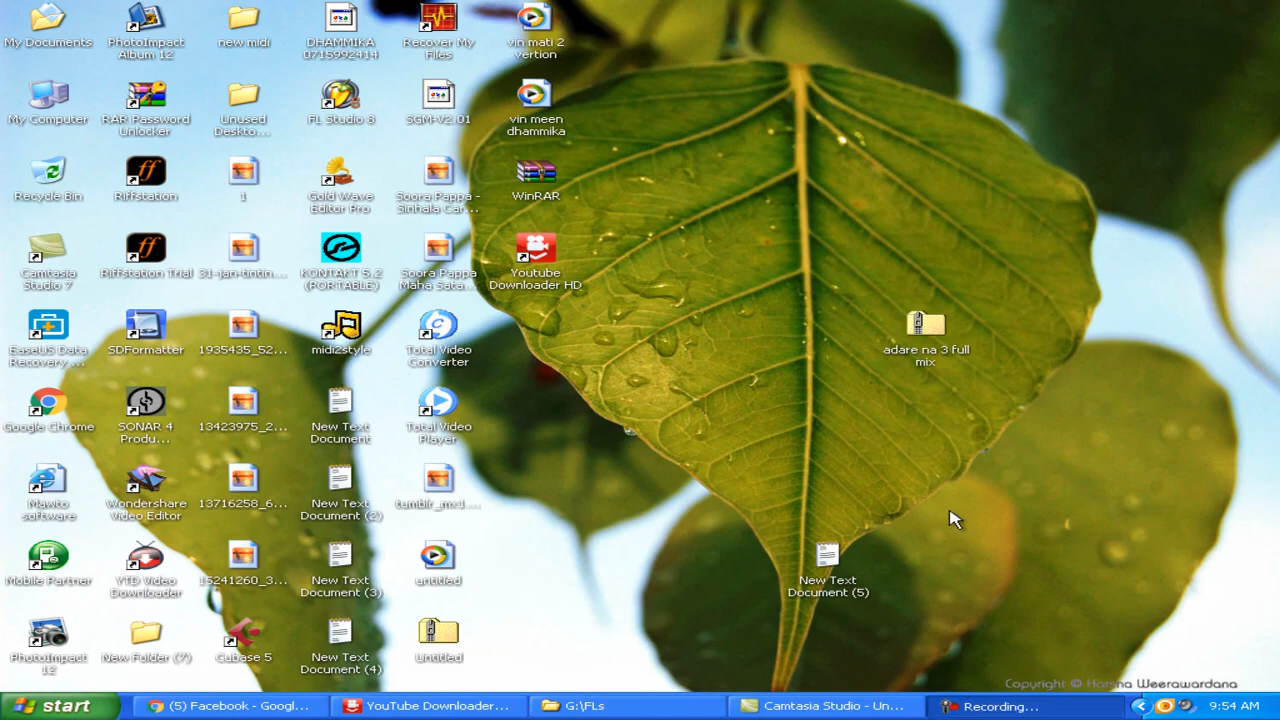 My Documents
PhotoImpact
Album 12
new midi
DHAMMIKA
0715992414
Recover My
Files
vin mati 2
vertion
My Computer
RAR Password
Unlocker
Unused
Deskto...
FL Studio 8
SGM-V2.01
vin meen
dhammika
Recycle Bin
Riffstation
1
Gold Wave
Editor Pro
Soora Pappa -
Sinhala Car...
WinRAR
Camtasia
Studio 7
Riffstation Trial
31-jan-tintin...
KONTAKT 5.2
(PORTABLE)
Soora Pappa
Maha Sata...
Youtube
Downloader HD
EaseUS Data
Recovery ...
SDFormatter
1935435_52...
midi2style
Total Video
Converter
adare na 3 full
mix
Google Chrome
SONAR 4
Produ...
13423975_2...
New Text
Document
Total Video
Player
Mawto
software
Wondershare
Video Editor
13716258_6...
New Text
Document (2)
tumblr_mx1...
Mobile Partner
YTD Video
Downloader
15241260_3...
New Text
Document (3)
untitled
New Text
Document (5)
PhotoImpact
12
New Folder (7)
Cubase 5
New Text
Document (4)
Untitled
Copyright © Harsha Weerawardana
start
(5) Facebook - Googl...
YouTube Downloader...
G:\FLs
Camtasia Studio - Un...
Recording...
9:54 AM